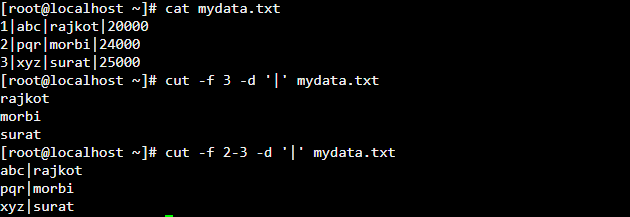 [root@localhost ~]# cat mydata.txt
1|abc|rajkot|20000
2|pqr|morbi|24000
3|xyz|surat|25000
[root@localhost ~]# cut -f 3 -d '|' mydata.txt
rajkot
morbi
surat
[root@localhost ~]# cut -f 2-3 -d '|' mydata.txt
abc|rajkot
pqr|morbi
xyz|surat